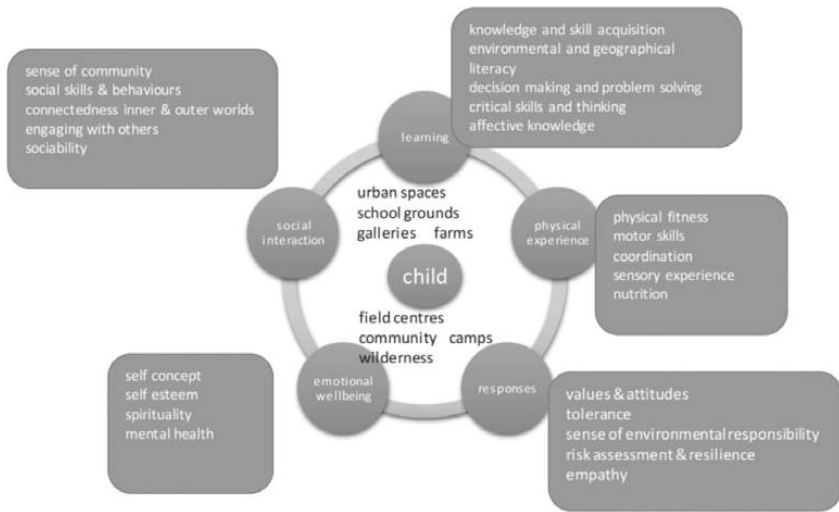 knowledge and skill acquisition
environmental and geographical
literacy
decision making and problem solving
critical skills and thinking
affective knowledge
sense of community
social skills & behaviours
connectedness inner & outer worlds
engaging with others
sociability
learning
urban spaces
school grounds
galleries farms
social
interaction
physical
experience
physical fitness
motor skills
coordination
sensory experience
nutrition
child
field centres
community camps
wilderness
emotional
wellbeing
responses
self concept
self esteem
spirituality
mental health
values & attitudes
tolerance
sense of environmental responsibility
risk assessment & resilience
empathy